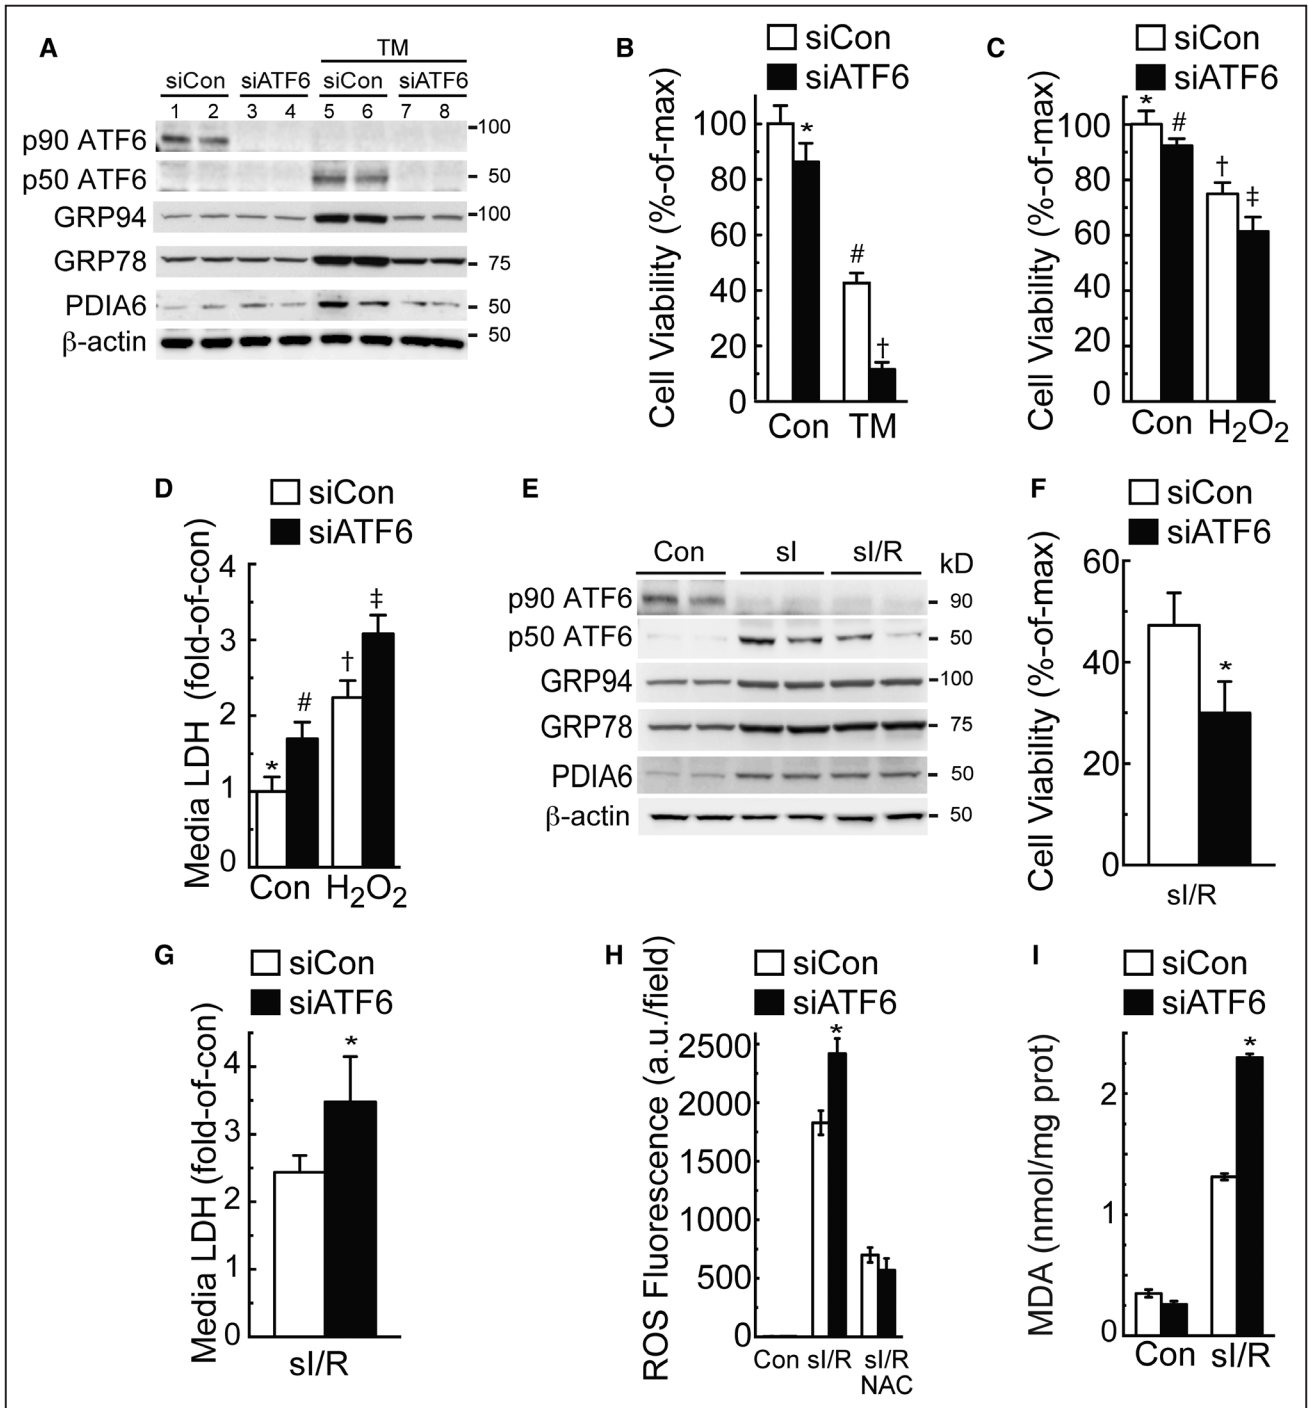 A
TM
siCon siATF6 siCon siATF6
1 2 3 4 5 6 7 8
p90 ATF6 100
p50 ATF6 50
GRP94 100
GRP78 75
PDIA6 50
β-actin 50
B
siCon
siATF6
Cell Viability (%-of-max)
100
80
60
40
20
0
*
#
†
Con TM
C
siCon
siATF6
Cell Viability (%-of-max)
100
80
60
40
20
0
*
#
†
‡
Con H2O2
D
siCon
siATF6
Media LDH (fold-of-con)
4
3
2
1
0
*
#
†
‡
Con H2O2
E
Con sI sI/R kD
p90 ATF6 90
p50 ATF6 50
GRP94 100
GRP78 75
PDIA6 50
β-actin 50
F
siCon
siATF6
Cell Viability (%-of-max)
60
40
20
0
*
sI/R
G
siCon
siATF6
Media LDH (fold-of-con)
4
3
2
1
0
*
sI/R
H
siCon
siATF6
ROS Fluorescence (a.u./field)
2500
2000
1500
1000
500
0
*
Con sI/R sI/R
NAC
I
siCon
siATF6
MDA (nmol/mg prot)
2
1
0
*
Con sI/R